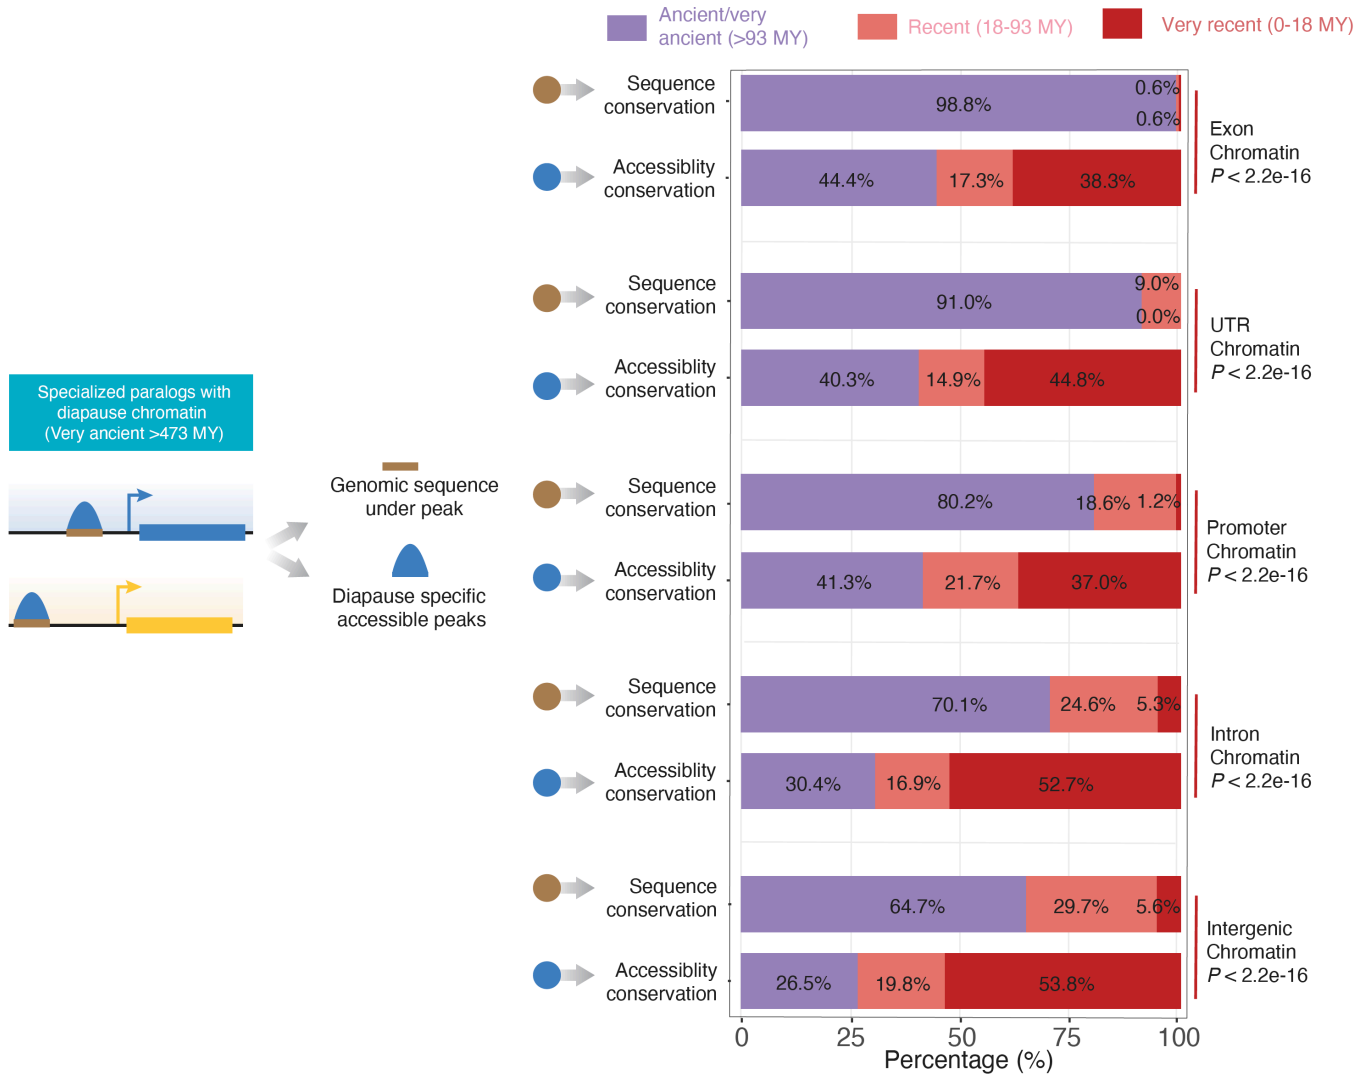 Ancient/very
ancient (>93 MY)
Recent (18-93 MY)
Very recent (0-18 MY)
Sequence
conservation
98.8%
0.6%
0.6%
Accessiblity
conservation
44.4%
17.3%
38.3%
Exon
Chromatin
P < 2.2e-16
Sequence
conservation
91.0%
9.0%
0.0%
Accessiblity
conservation
40.3%
14.9%
44.8%
UTR
Chromatin
P < 2.2e-16
Specialized paralogs with
diapause chromatin
(Very ancient >473 MY)
Genomic sequence
under peak
Diapause specific
accessible peaks
Sequence
conservation
80.2%
18.6%
1.2%
Accessiblity
conservation
41.3%
21.7%
37.0%
Promoter
Chromatin
P < 2.2e-16
Sequence
conservation
70.1%
24.6%
5.3%
Accessiblity
conservation
30.4%
16.9%
52.7%
Intron
Chromatin
P < 2.2e-16
Sequence
conservation
64.7%
29.7%
5.6%
Accessiblity
conservation
26.5%
19.8%
53.8%
Intergenic
Chromatin
P < 2.2e-16
0 25 50 75 100
Percentage (%)